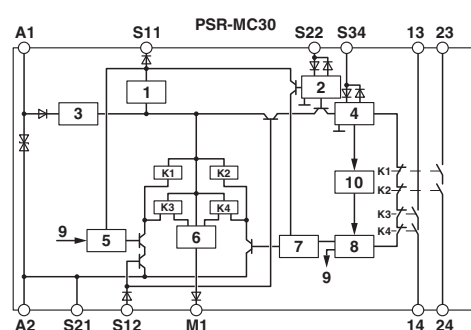 PSR-MC30
A1 S11 S22 S34 13 23
2
1
3
4
K1 K2
K1
10
K2
K3 K4
K3
9
6
K4
5
7
8
9
A2 S21 S12 M1 14 24